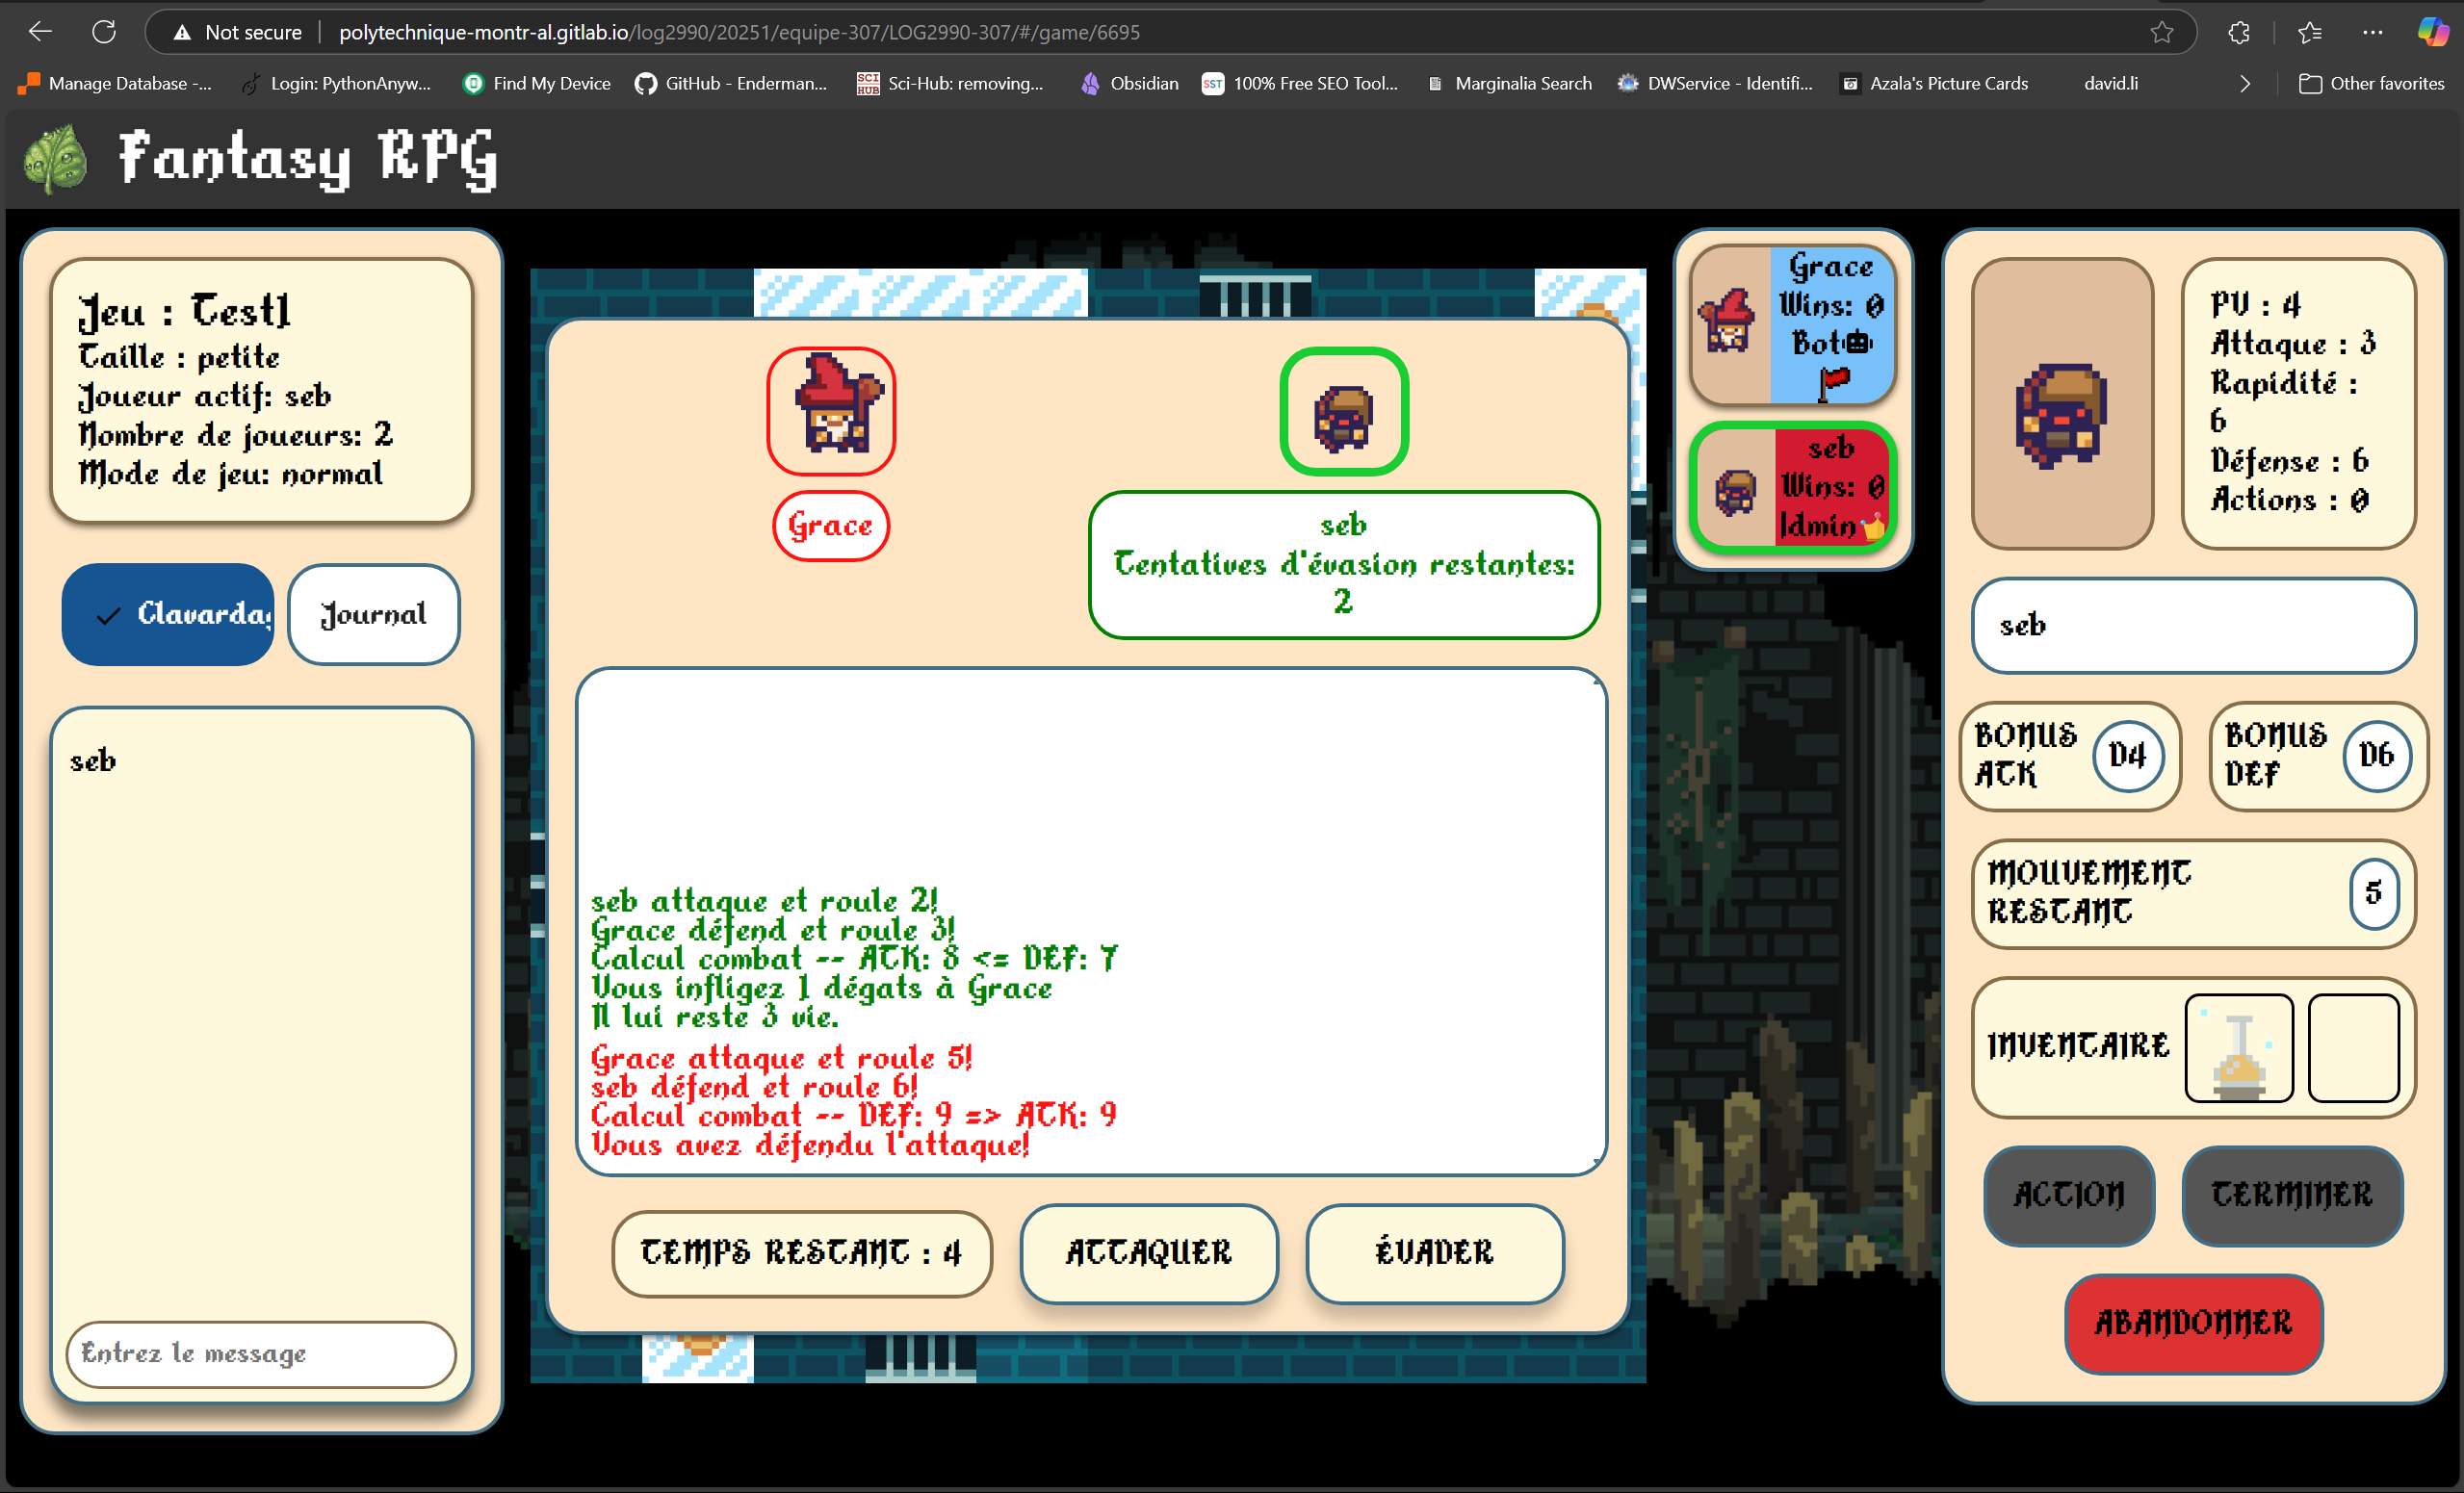 Not secure
polytechnique-montr-al.gitlab.io/log2990/20251/equipe-307/LOG2990-307/#/game/6695
Manage Database -...
Login: PythonAnyw...
Find My Device
GitHub - Enderman...
SCI HUB
Sci-Hub: removing...
Obsidian
SST
100% Free SEO Tool...
Marginalia Search
DWService - Identifi...
Azala's Picture Cards
david.li
Other favorites
Fantasy RPG
Jeu : Test1
Taille : petite
Joueur actif: seb
Nombre de joueurs: 2
Mode de jeu: normal
Clavardag
Journal
seb
Entrez le message
Grace
seb
Tentatives d'évasion restantes:
2
seb attaque et roule 2!
Grace défend et roule 3!
Calcul combat -- ATK: 8 <= DEF: 7
Vous infligez 1 dégats à Grace
Il lui reste 3 vie.
Grace attaque et roule 5!
seb défend et roule 6!
Calcul combat -- DEF: 9 => ATK: 9
Vous avez défendu l'attaque!
TEMPS RESTANT : 4
ATTAQUER
ÉVADER
Grace
Wins: 0
Bot
seb
Wins: 0
Admin
PV : 4
Attaque : 3
Rapidité :
6
Défense : 6
Actions : 0
seb
BONUS
ATK
D4
BONUS
DEF
D6
MOUVEMENT
RESTANT
5
INVENTAIRE
ACTION
TERMINER
ABANDONNER